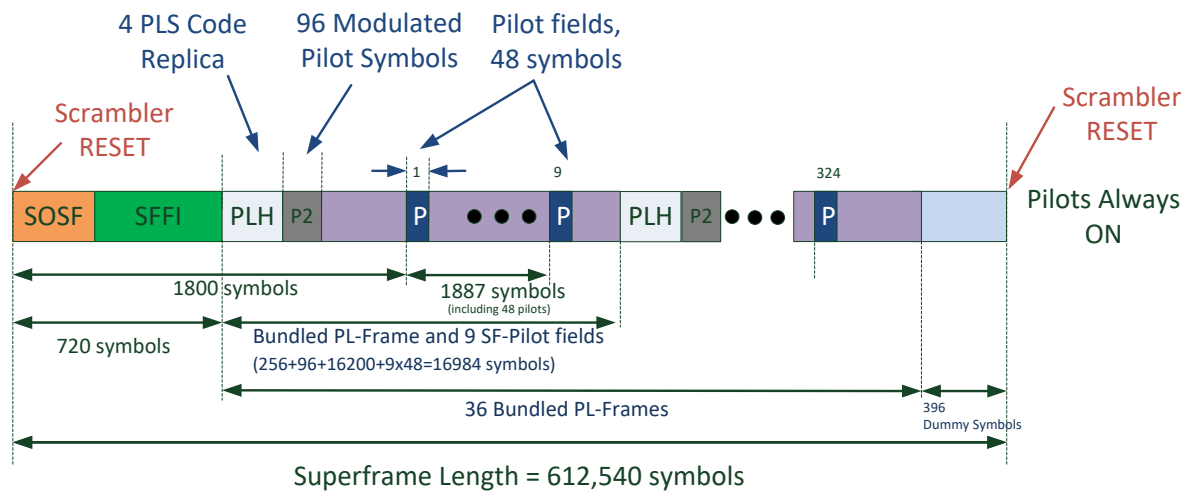 4 PLS Code
Replica
96 Modulated
Pilot Symbols
Pilot fields,
48 symbols
Scrambler
RESET
Scrambler
RESET
1
9
324
SOSF
SFFI
PLH
P2
P
P
PLH
P2
P
Pilots Always
ON
1800 symbols
1887 symbols
(including 48 pilots)
720 symbols
Bundled PL-Frame and 9 SF-Pilot fields
(256+96+16200+9x48=16984 symbols)
36 Bundled PL-Frames
396
Dummy Symbols
Superframe Length = 612,540 symbols